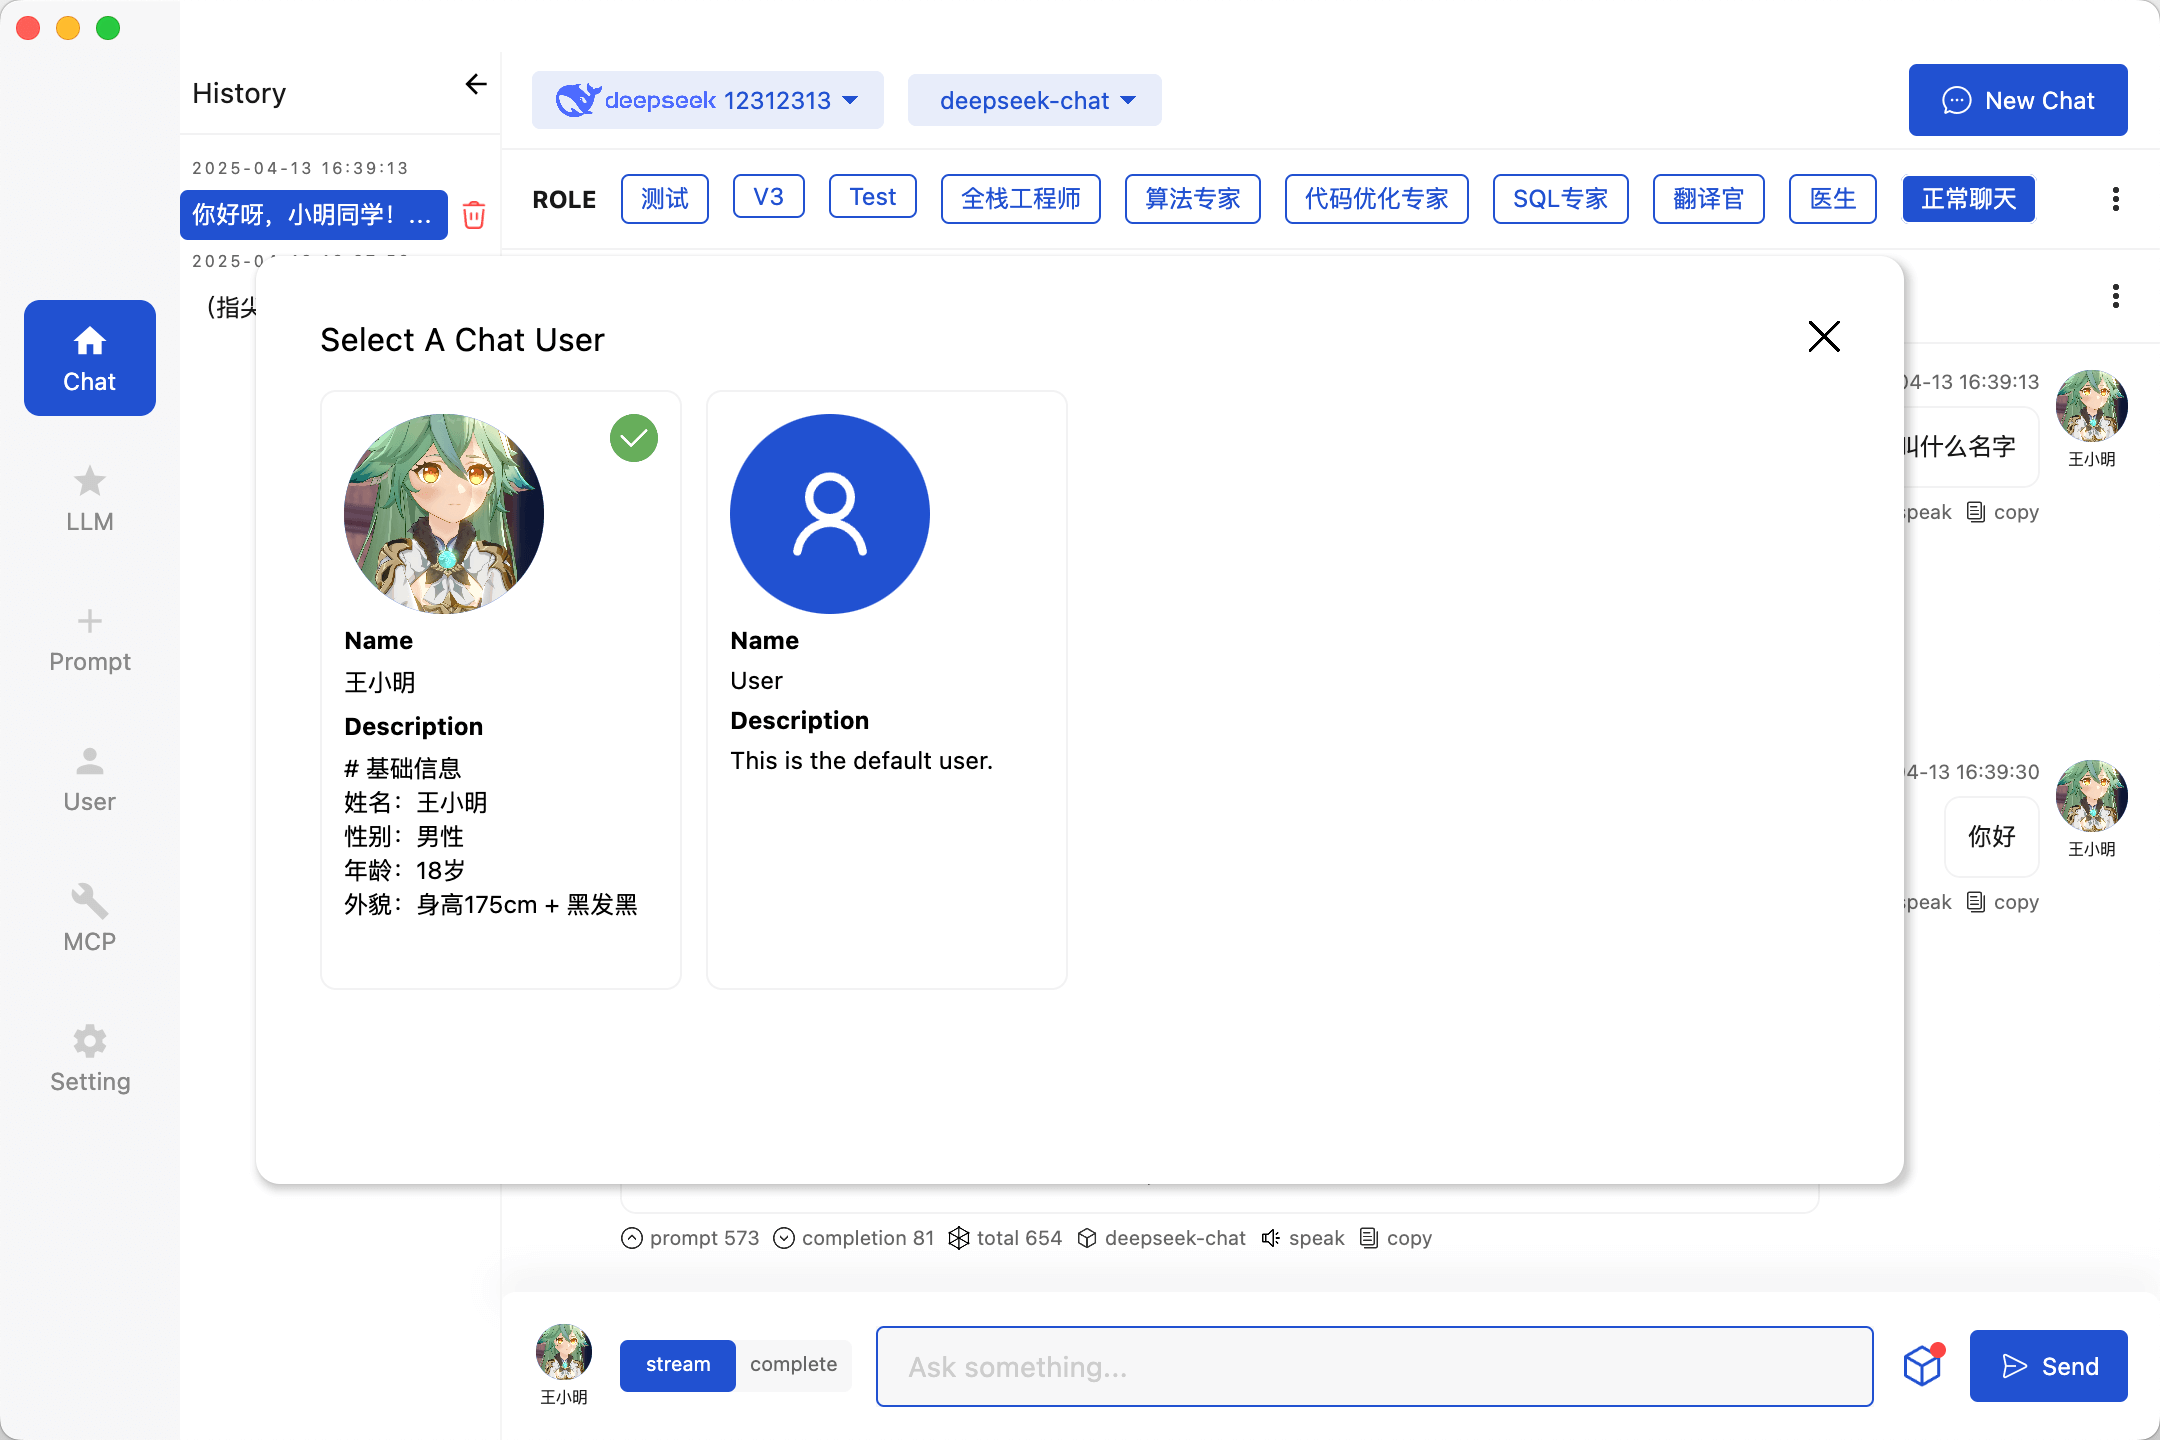 History
2025-04-13 16:39:13
你好呀，小明同学！...
2025-0
（指尖
Chat
LLM
Prompt
User
MCP
Setting
deepseek 12312313
deepseek-chat
New Chat
ROLE
测试
V3
Test
全栈工程师
算法专家
代码优化专家
SQL专家
翻译官
医生
正常聊天
Select A Chat User
Name
王小明
Description
# 基础信息
姓名：王小明
性别：男性
年龄：18岁
外貌：身高175cm + 黑发黑
Name
User
Description
This is the default user.
04-13 16:39:13
叫什么名字
王小明
speak
copy
04-13 16:39:30
你好
王小明
speak
copy
prompt 573
completion 81
total 654
deepseek-chat
speak
copy
王小明
stream
complete
Ask something...
Send